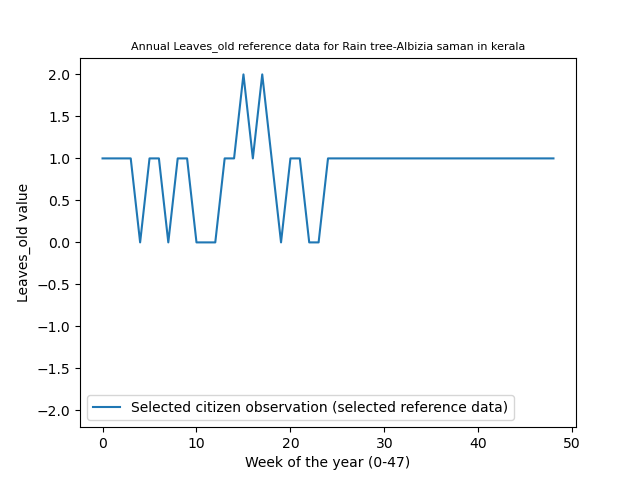 Annual Leaves_old reference data for Rain tree-Albizia saman in kerala
2.0
1.5
1.0
0.5
0.0
−0.5
−1.0
−1.5
−2.0
Leaves_old value
Selected citizen observation (selected reference data)
0 10 20 30 40 50
Week of the year (0-47)